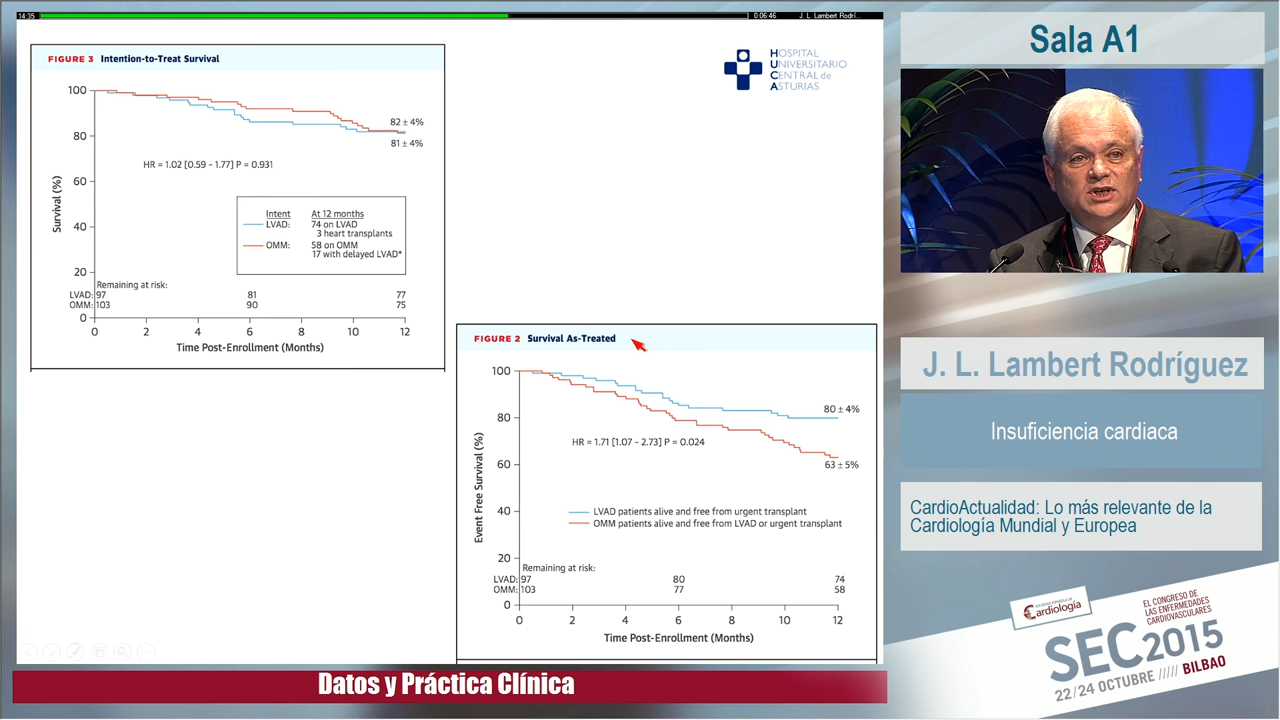 14:35
0:06:46
J. L. Lambert Rodrí...
FIGURE 3 Intention-to-Treat Survival
100
80
60
40
20
0
Survival (%)
82 ± 4%
81 ± 4%
HR = 1.02 [0.59 - 1.77] P = 0.931
Intent At 12 months
LVAD: 74 on LVAD
3 heart transplants
OMM: 58 on OMM
17 with delayed LVAD*
Remaining at risk:
LVAD: 97 81 77
OMM: 103 90 75
0 2 4 6 8 10 12
Time Post-Enrollment (Months)
HOSPITAL
UNIVERSITARIO
CENTRAL de
ASTURIAS
FIGURE 2 Survival As-Treated
100
80
60
40
20
0
Event Free Survival (%)
80 ± 4%
HR = 1.71 [1.07 - 2.73] P = 0.024
63 ± 5%
LVAD patients alive and free from urgent transplant
OMM patients alive and free from LVAD or urgent transplant
Remaining at risk:
LVAD: 97 80 74
OMM: 103 77 58
0 2 4 6 8 10 12
Time Post-Enrollment (Months)
Datos y Práctica Clínica
Sala A1
J. L. Lambert Rodríguez
Insuficiencia cardiaca
CardioActualidad: Lo más relevante de la
Cardiología Mundial y Europea
SOCIEDAD ESPAÑOLA DE
Cardiología
EL CONGRESO DE
LAS ENFERMEDADES
CARDIOVASCULARES
SEC2015
22/24 OCTUBRE ///// BILBAO